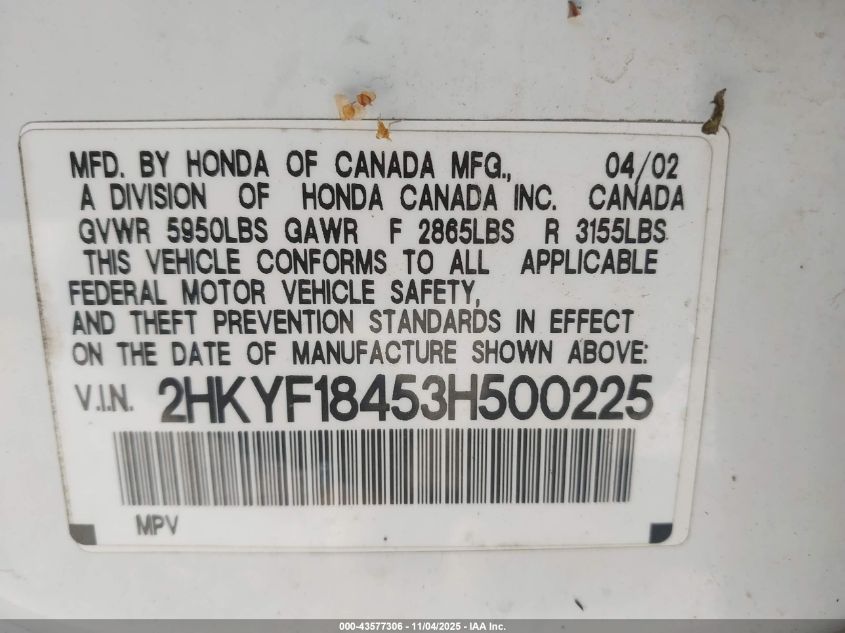 MFD. BY HONDA OF CANADA MFG., 04/02
A DIVISION OF HONDA CANADA INC. CANADA
GVWR 5950LBS GAWR F 2865LBS R 3155LBS
THIS VEHICLE CONFORMS TO ALL APPLICABLE
FEDERAL MOTOR VEHICLE SAFETY,
AND THEFT PREVENTION STANDARDS IN EFFECT
ON THE DATE OF MANUFACTURE SHOWN ABOVE:
V.I.N. 2HKYF18453H500225
MPV
000-43577306 - 11/04/2025 - IAA Inc.